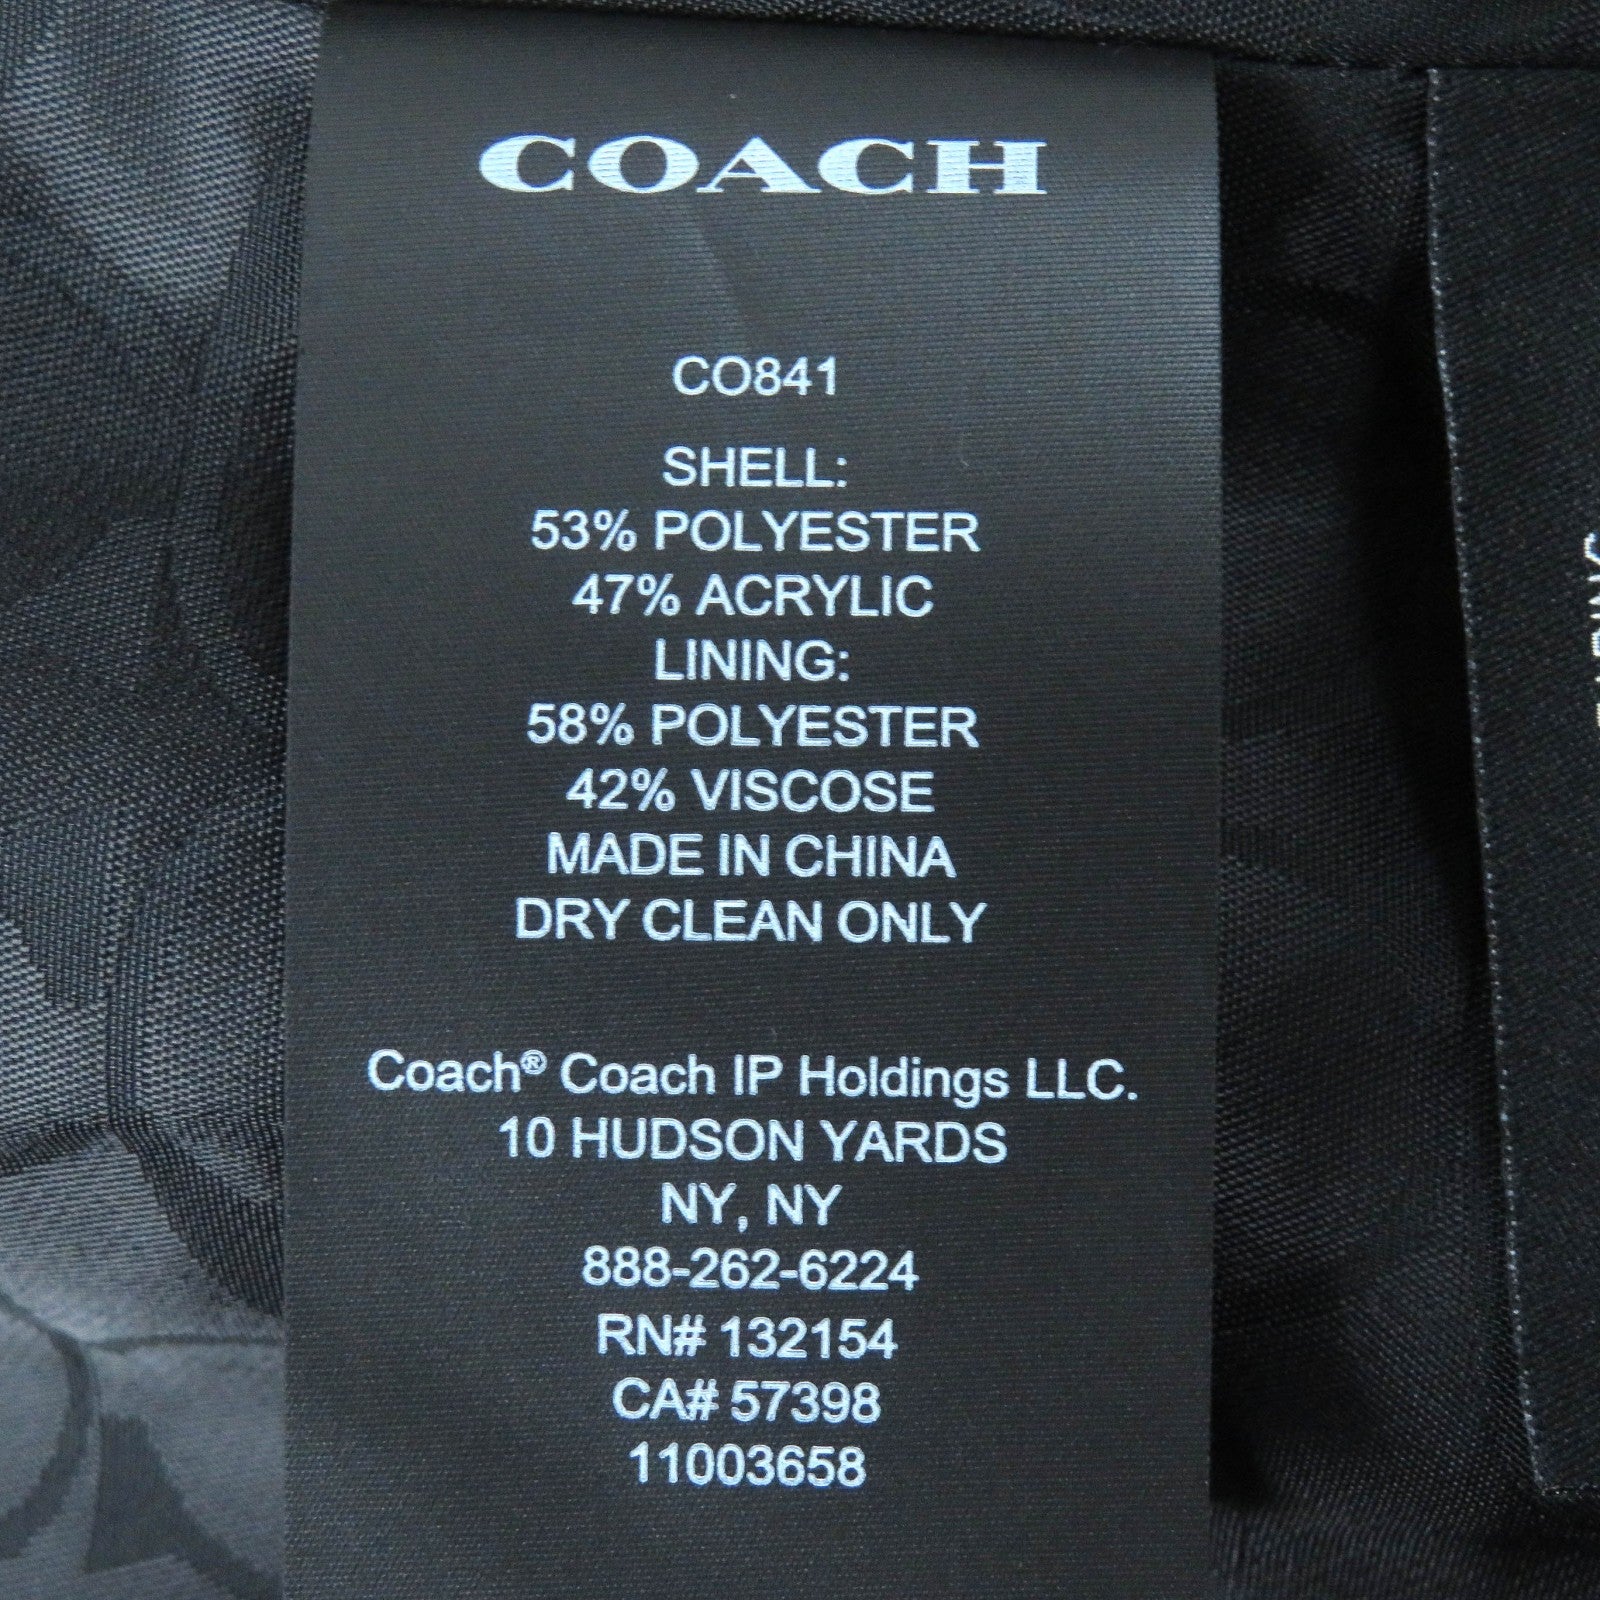 COACH
CO841
SHELL:
53% POLYESTER
47% ACRYLIC
LINING:
58% POLYESTER
42% VISCOSE
MADE IN CHINA
DRY CLEAN ONLY
Coach® Coach IP Holdings LLC.
10 HUDSON YARDS
NY, NY
888-262-6224
RN# 132154
CA# 57398
11003658